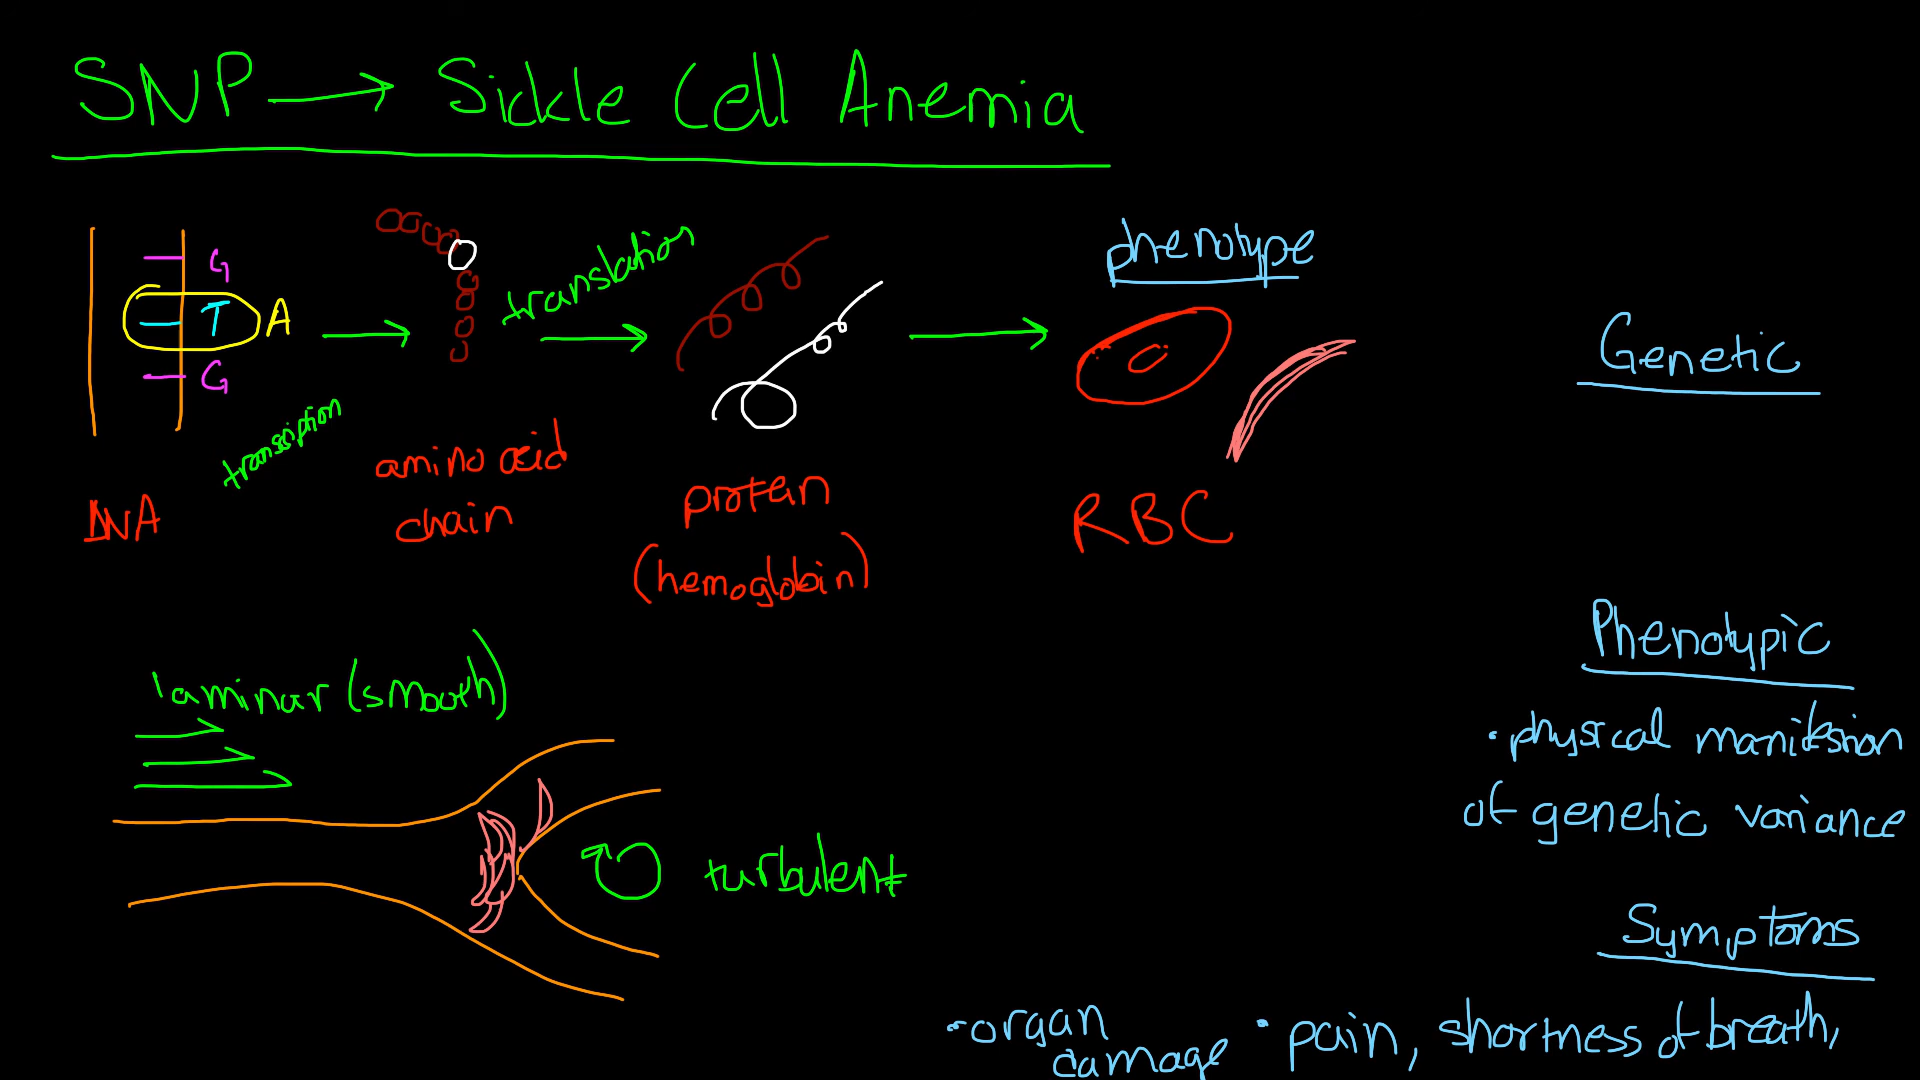 SNP → Sickle Cell Anemia
G
T A
G
DNA
transcription
amino acid
chain
translation
protein
(hemoglobin)
phenotype
RBC
Genetic
Phenotypic
• physical manifestion
of genetic variance
laminar (smooth)
turbulent
Symptoms
• organ
damage
• pain, shortness of breath,